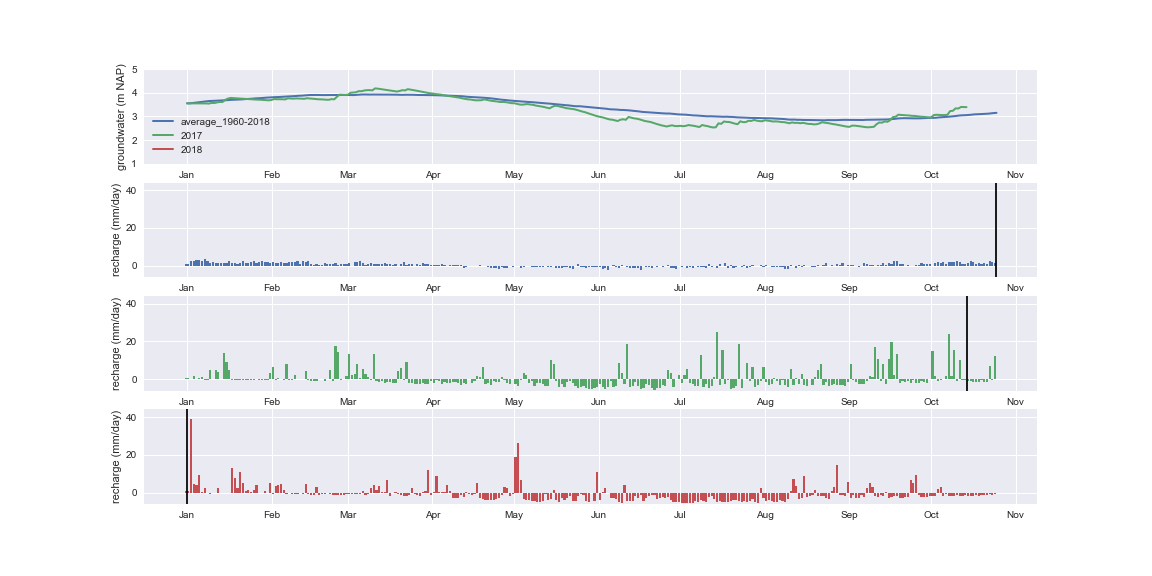 groundwater (m NAP)
5
4
3
2
1
average_1960-2018
2017
2018
Jan Feb Mar Apr May Jun Jul Aug Sep Oct Nov
recharge (mm/day)
40
20
0
Jan Feb Mar Apr May Jun Jul Aug Sep Oct Nov
recharge (mm/day)
40
20
0
Jan Feb Mar Apr May Jun Jul Aug Sep Oct Nov
recharge (mm/day)
40
20
0
Jan Feb Mar Apr May Jun Jul Aug Sep Oct Nov